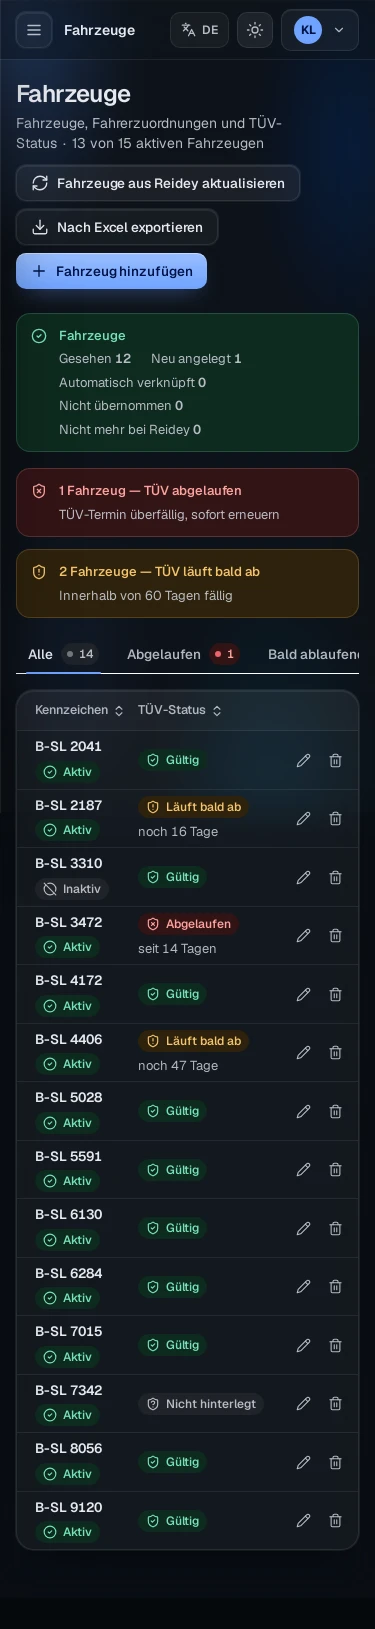 Fahrzeuge
DE
KL
Fahrzeuge
Fahrzeuge, Fahrerzuordnungen und TÜV-
Status · 13 von 15 aktiven Fahrzeugen
Fahrzeuge aus Reidey aktualisieren
Nach Excel exportieren
Fahrzeug hinzufügen
Fahrzeuge
Gesehen 12 Neu angelegt 1
Automatisch verknüpft 0
Nicht übernommen 0
Nicht mehr bei Reidey 0
1 Fahrzeug — TÜV abgelaufen
TÜV-Termin überfällig, sofort erneuern
2 Fahrzeuge — TÜV läuft bald ab
Innerhalb von 60 Tagen fällig
Alle 14 Abgelaufen 1 Bald ablaufend
Kennzeichen TÜV-Status
B-SL 2041
Aktiv
Gültig
B-SL 2187
Aktiv
Läuft bald ab
noch 16 Tage
B-SL 3310
Inaktiv
Gültig
B-SL 3472
Aktiv
Abgelaufen
seit 14 Tagen
B-SL 4172
Aktiv
Gültig
B-SL 4406
Aktiv
Läuft bald ab
noch 47 Tage
B-SL 5028
Aktiv
Gültig
B-SL 5591
Aktiv
Gültig
B-SL 6130
Aktiv
Gültig
B-SL 6284
Aktiv
Gültig
B-SL 7015
Aktiv
Gültig
B-SL 7342
Aktiv
Nicht hinterlegt
B-SL 8056
Aktiv
Gültig
B-SL 9120
Aktiv
Gültig